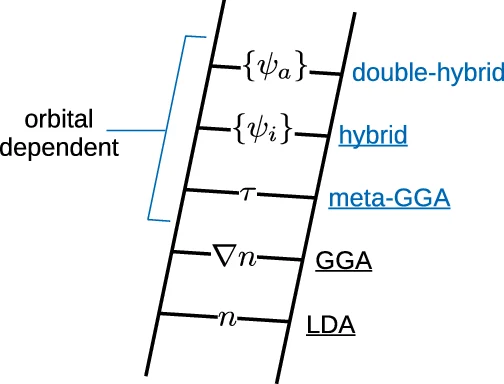 {ψₐ} double-hybrid
orbital
dependent
{ψᵢ} hybrid
τ meta-GGA
∇n GGA
n LDA